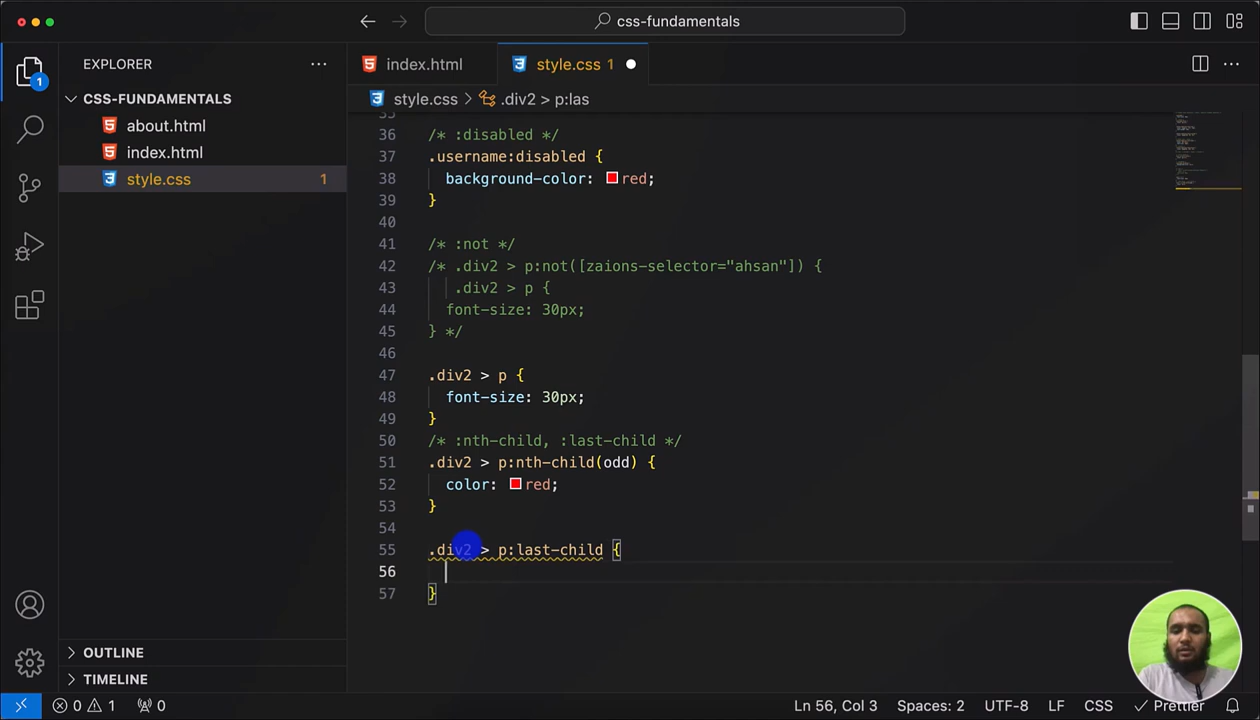 css-fundamentals
EXPLORER
index.html
style.css 1
CSS-FUNDAMENTALS
style.css > .div2 > p:las
about.html
index.html
style.css 1
1
35
36 /* :disabled */
37 .username:disabled {
38 background-color: red;
39 }
40
41 /* :not */
42 /* .div2 > p:not([zaions-selector="ahsan"]) {
43 .div2 > p {
44 font-size: 30px;
45 } */
46
47 .div2 > p {
48 font-size: 30px;
49 }
50 /* :nth-child, :last-child */
51 .div2 > p:nth-child(odd) {
52 color: red;
53 }
54
55 .div2 > p:last-child {
56
57 }
OUTLINE
TIMELINE
0 1 0 Ln 56, Col 3 Spaces: 2 UTF-8 LF CSS Prettier